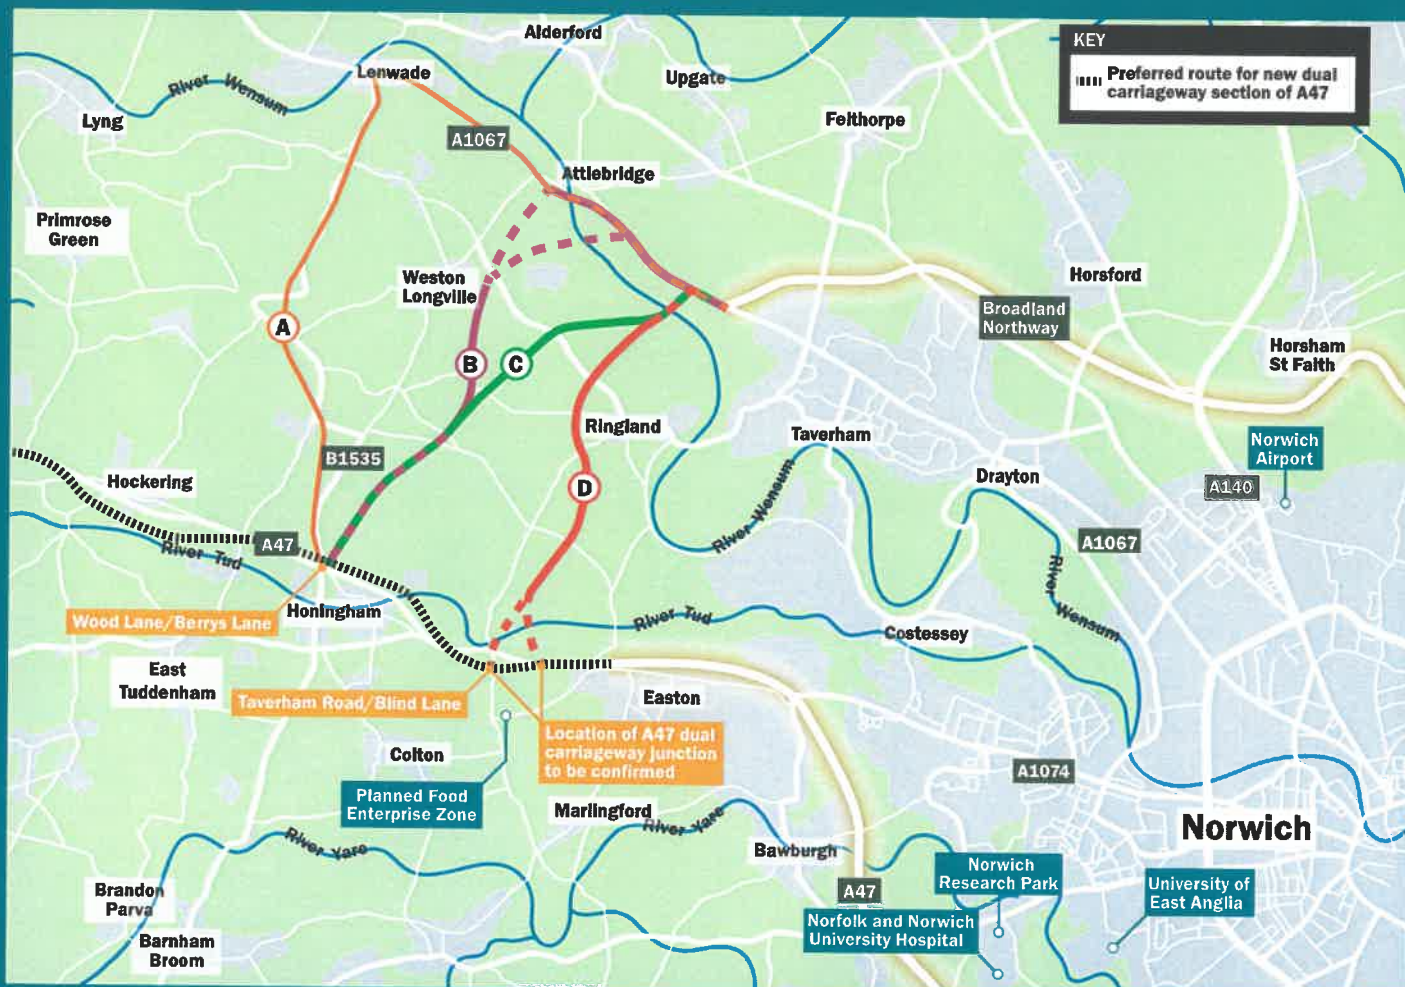 Alderford
KEY
Preferred route for new dual
carriageway section of A47
Lenwade
Upgate
River Wensum
Lyng
Felthorpe
A1067
Attlebridge
Primrose
Green
Weston
Longville
Horsford
Broadland
Northway
A
Horsham
St Faith
B
C
Ringland
Taverham
Norwich
Airport
B1535
Hockering
D
Drayton
A140
River Wensum
A47
River Tud
A1067
River Wensum
Honingham
Wood Lane/Berrys Lane
River Tud
Costessey
East
Tuddenham
Taverham Road/Blind Lane
Easton
Location of A47 dual
carriageway junction
to be confirmed
Colton
A1074
Planned Food
Enterprise Zone
Marlingford
River Yare
Norwich
River Yare
Bawburgh
Norwich
Research Park
A47
University of
East Anglia
Brandon
Parva
Norfolk and Norwich
University Hospital
Barnham
Broom